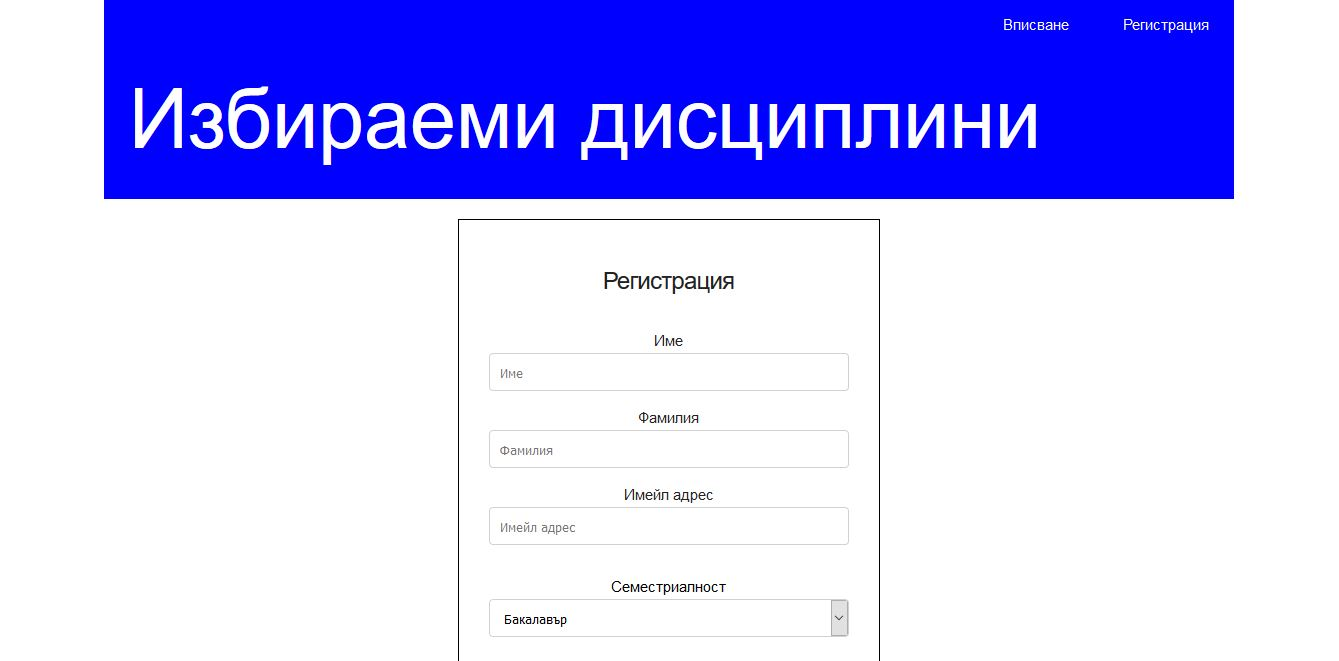 Вписване Регистрация
Избираеми дисциплини
Регистрация
Име
Име
Фамилия
Фамилия
Имейл адрес
Имейл адрес
Семестриалност
Бакалавър